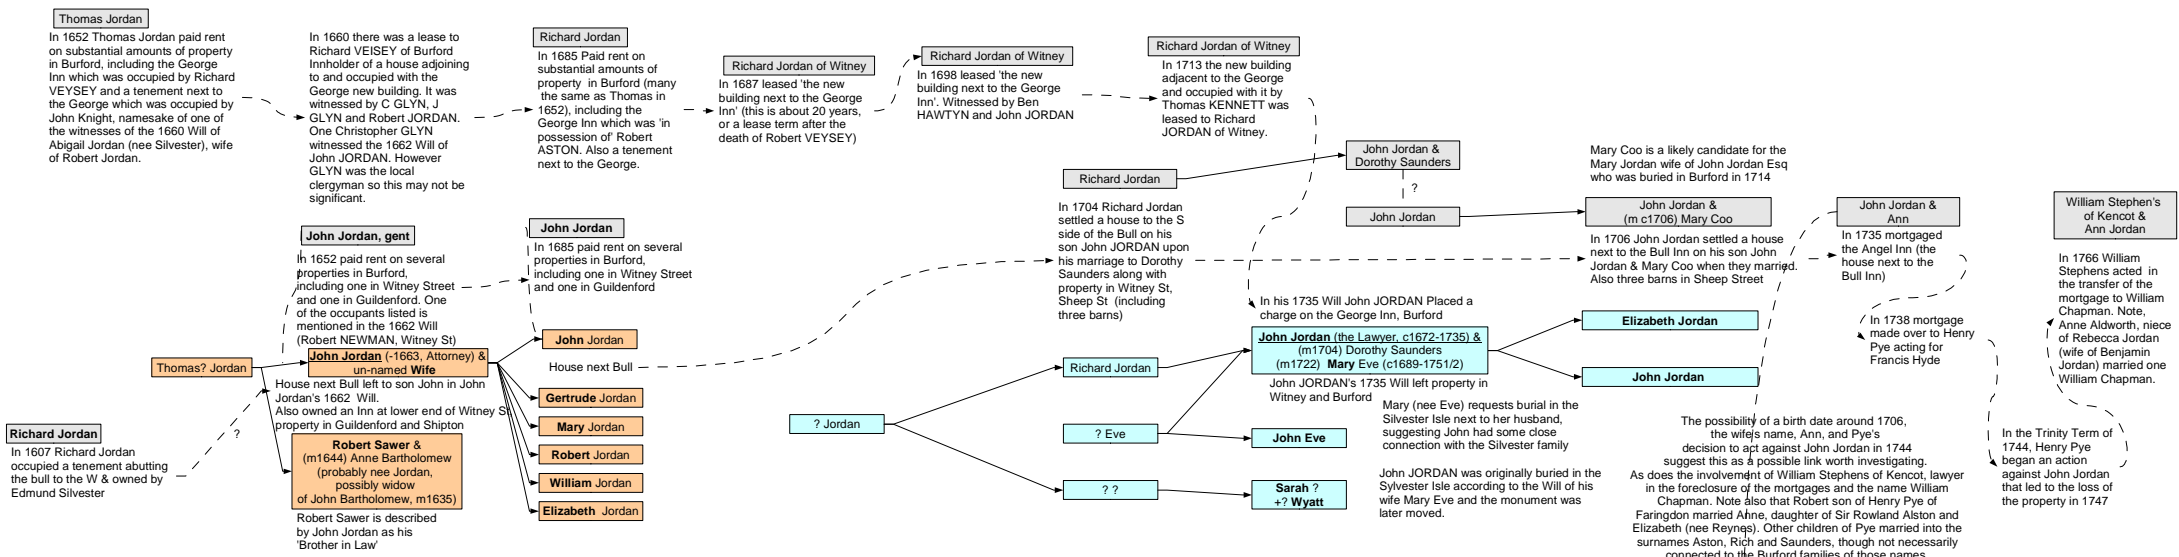 Thomas Jordan
In 1652 Thomas Jordan paid rent
on substantial amounts of property
in Burford, including the George
Inn which was occupied by Richard
VEYSEY and a tenement next to
the George which was occupied by
John Knight, namesake of one of
the witnesses of the 1660 Will of
Abigail Jordan (nee Silvester), wife
of Robert Jordan.
In 1660 there was a lease to
Richard VEISEY of Burford
Innholder of a house adjoining
to and occupied with the
George new building. It was
witnessed by C GLYN, J
GLYN and Robert JORDAN.
One Christopher GLYN
witnessed the 1662 Will of
John JORDAN. However
GLYN was the local
clergyman so this may not be
significant.
Richard Jordan
In 1685 Paid rent on
substantial amounts of
property in Burford (many
the same as Thomas in
1652), including the
George Inn which was 'in
possession of' Robert
ASTON. Also a tenement
next to the George.
Richard Jordan of Witney
In 1687 leased 'the new
building next to the George
Inn' (this is about 20 years,
or a lease term after the
death of Robert VEYSEY)
Richard Jordan of Witney
In 1698 leased 'the new
building next to the George
Inn'. Witnessed by Ben
HAWTYN and John JORDAN
Richard Jordan of Witney
In 1713 the new building
adjacent to the George
and occupied with it by
Thomas KENNETT was
leased to Richard
JORDAN of Witney.
John Jordan &
Dorothy Saunders
?
Richard Jordan
John Jordan
Mary Coo is a likely candidate for the
Mary Jordan wife of John Jordan Esq
who was buried in Burford in 1714
John Jordan &
(m c1706) Mary Coo
In 1706 John Jordan settled a house
next to the Bull Inn on his son John
Jordan & Mary Coo when they married.
Also three barns in Sheep Street
John Jordan &
Ann
In 1735 mortgaged
the Angel Inn (the
house next to the
Bull Inn)
William Stephen's
of Kencot &
Ann Jordan
In 1766 William
Stephens acted in
the transfer of the
mortgage to William
Chapman. Note,
Anne Aldworth, niece
of Rebecca Jordan
(wife of Benjamin
Jordan) married one
William Chapman.
In 1704 Richard Jordan
settled a house to the S
side of the Bull on his
son John JORDAN upon
his marriage to Dorothy
Saunders along with
property in Witney St,
Sheep St (including
three barns)
John Jordan, gent
In 1652 paid rent on several
properties in Burford,
including one in Witney Street
and one in Guildenford. One
of the occupants listed is
mentioned in the 1662 Will
(Robert NEWMAN, Witney St)
John Jordan
In 1685 paid rent on several
properties in Burford,
including one in Witney Street
and one in Guildenford
Thomas? Jordan
John Jordan (-1663, Attorney) &
un-named Wife
House next Bull left to son John in John
Jordan's 1662 Will.
Also owned an Inn at lower end of Witney St,
property in Guildenford and Shipton
John Jordan
House next Bull
Gertrude Jordan
Mary Jordan
Robert Jordan
William Jordan
Elizabeth Jordan
Richard Jordan
In 1607 Richard Jordan
occupied a tenement abutting
the bull to the W & owned by
Edmund Silvester
?
Robert Sawer &
(m1644) Anne Bartholomew
(probably nee Jordan,
possibly widow
of John Bartholomew, m1635)
Robert Sawer is described
by John Jordan as his
'Brother in Law'
? Jordan
Richard Jordan
? Eve
? ?
In his 1735 Will John JORDAN Placed a
charge on the George Inn, Burford
John Jordan (the Lawyer, c1672-1735) &
(m1704) Dorothy Saunders
(m1722) Mary Eve (c1689-1751/2)
John JORDAN's 1735 Will left property in
Witney and Burford
John Eve
Sarah ?
+? Wyatt
Mary (nee Eve) requests burial in the
Silvester Isle next to her husband,
suggesting John had some close
connection with the Silvester family
John JORDAN was originally buried in the
Sylvester Isle according to the Will of his
wife Mary Eve and the monument was
later moved.
Elizabeth Jordan
John Jordan
In 1738 mortgage
made over to Henry
Pye acting for
Francis Hyde
The possibility of a birth date around 1706,
the wife's name, Ann, and Pye's
decision to act against John Jordan in 1744
suggest this as a possible link worth investigating.
As does the involvement of William Stephens of Kencot, lawyer
in the foreclosure of the mortgages and the name William
Chapman. Note also that Robert son of Henry Pye of
Faringdon married Anne, daughter of Sir Rowland Alston and
Elizabeth (nee Reynes). Other children of Pye married into the
surnames Aston, Rich and Saunders, though not necessarily
connected to the Burford families of those names
In the Trinity Term of
1744, Henry Pye
began an action
against John Jordan
that led to the loss of
the property in 1747